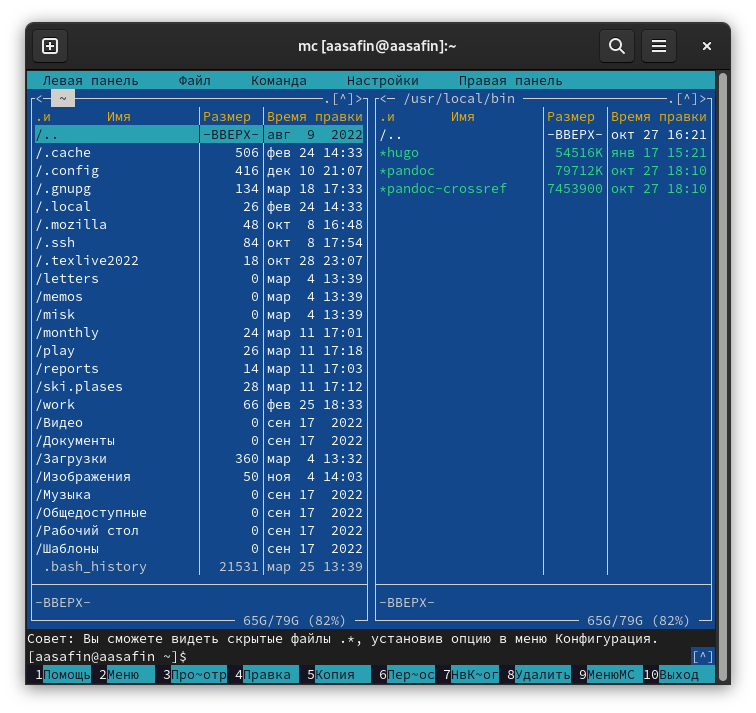 mc [aasafin@aasafin]:~
Левая панель Файл Команда Настройки Правая панель
<─ ~ .[^]> <─ /usr/local/bin .[^]>
.и Имя Размер Время правки .и Имя Размер Время правки
/.. -ВВЕРХ- авг 9 2022 /.. -ВВЕРХ- окт 27 16:21
/.cache 506 фев 24 14:33 *hugo 54516K янв 17 15:21
/.config 416 дек 10 21:07 *pandoc 79712K окт 27 18:10
/.gnupg 134 мар 18 17:33 *pandoc-crossref 7453900 окт 27 18:10
/.local 26 фев 24 14:33
/.mozilla 48 окт 8 16:48
/.ssh 84 окт 8 17:54
/.texlive2022 18 окт 28 23:07
/letters 0 мар 4 13:39
/memos 0 мар 4 13:39
/misk 0 мар 4 13:39
/monthly 24 мар 11 17:01
/play 26 мар 11 17:18
/reports 14 мар 11 17:03
/ski.plases 28 мар 11 17:12
/work 66 фев 25 18:33
/Видео 0 сен 17 2022
/Документы 0 сен 17 2022
/Загрузки 360 мар 4 13:32
/Изображения 50 ноя 4 14:03
/Музыка 0 сен 17 2022
/Общедоступные 0 сен 17 2022
/Рабочий стол 0 сен 17 2022
/Шаблоны 0 сен 17 2022
.bash_history 21531 мар 25 13:39
-ВВЕРХ- -ВВЕРХ-
65G/79G (82%) 65G/79G (82%)
Совет: Вы сможете видеть скрытые файлы .*, установив опцию в меню Конфигурация.
[aasafin@aasafin ~]$ [^]
1Помощь 2Меню 3Про~отр 4Правка 5Копия 6Пер~ос 7НвК~ог 8Удалить 9МенюMC 10Выход